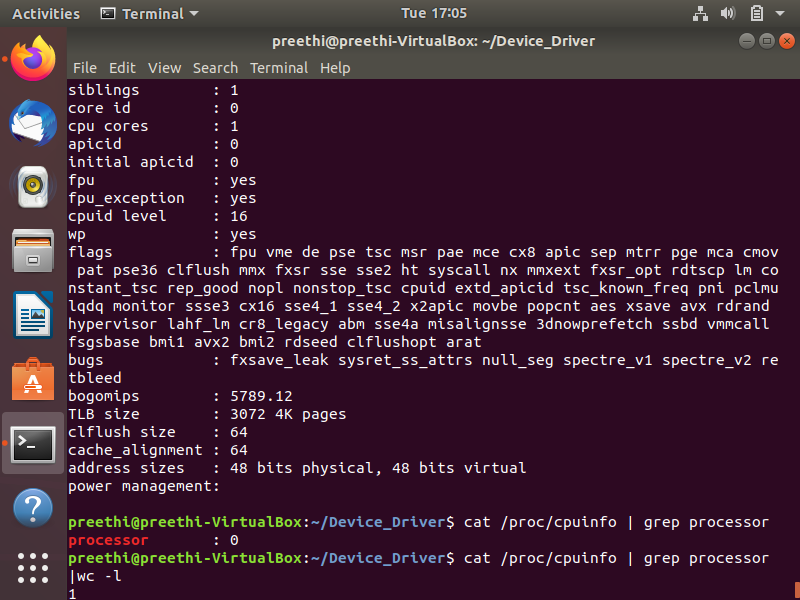 Activities Terminal Tue 17:05
preethi@preethi-VirtualBox: ~/Device_Driver
File Edit View Search Terminal Help
siblings : 1
core id : 0
cpu cores : 1
apicid : 0
initial apicid : 0
fpu : yes
fpu_exception : yes
cpuid level : 16
wp : yes
flags : fpu vme de pse tsc msr pae mce cx8 apic sep mtrr pge mca cmov
pat pse36 clflush mmx fxsr sse sse2 ht syscall nx mmxext fxsr_opt rdtscp lm co
nstant_tsc rep_good nopl nonstop_tsc cpuid extd_apicid tsc_known_freq pni pclmu
lqdq monitor ssse3 cx16 sse4_1 sse4_2 x2apic movbe popcnt aes xsave avx rdrand
hypervisor lahf_lm cr8_legacy abm sse4a misalignsse 3dnowprefetch ssbd vmmcall
fsgsbase bmi1 avx2 bmi2 rdseed clflushopt arat
bugs : fxsave_leak sysret_ss_attrs null_seg spectre_v1 spectre_v2 re
tbleed
bogomips : 5789.12
TLB size : 3072 4K pages
clflush size : 64
cache_alignment : 64
address sizes : 48 bits physical, 48 bits virtual
power management:
preethi@preethi-VirtualBox:~/Device_Driver$ cat /proc/cpuinfo | grep processor
processor : 0
preethi@preethi-VirtualBox:~/Device_Driver$ cat /proc/cpuinfo | grep processor
|wc -l
1